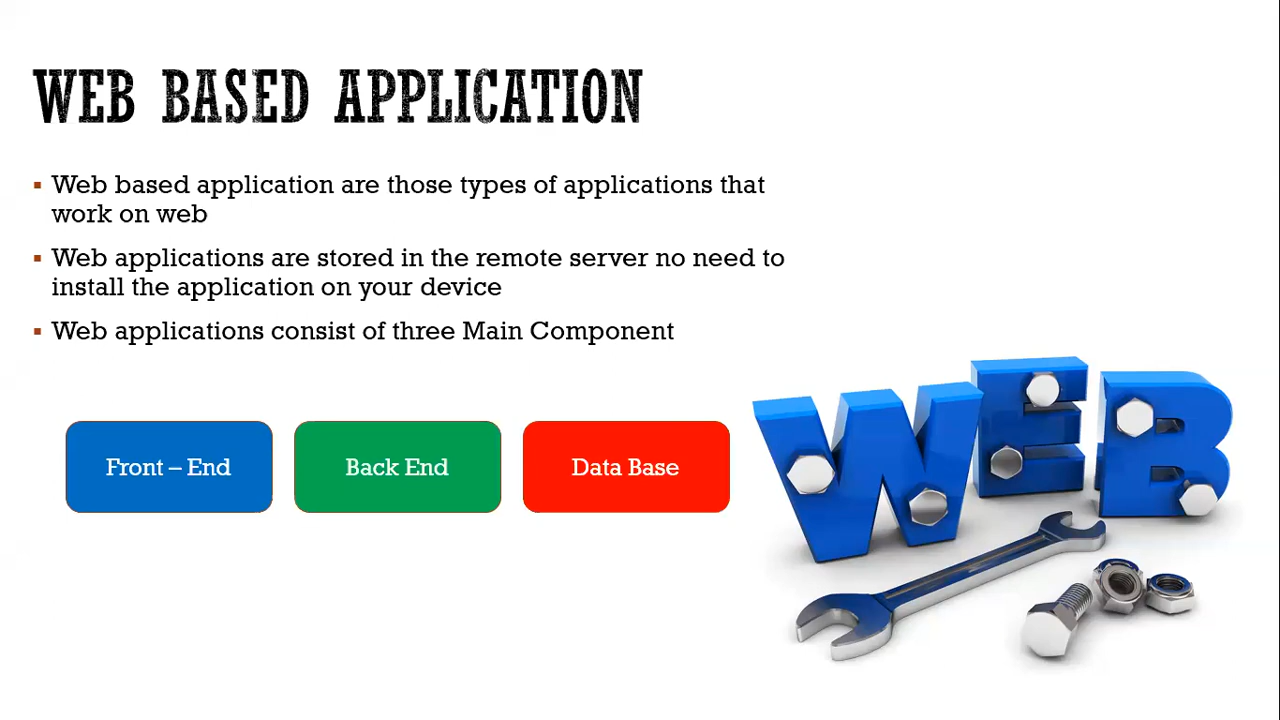 WEB BASED APPLICATION
▪ Web based application are those types of applications that
work on web
▪ Web applications are stored in the remote server no need to
install the application on your device
▪ Web applications consist of three Main Component
Front – End
Back End
Data Base
WEB